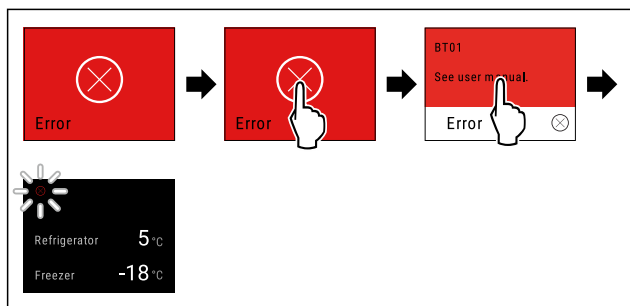 Error
Error
BT01
See user manual.
Error
Refrigerator 5°C
Freezer -18°C